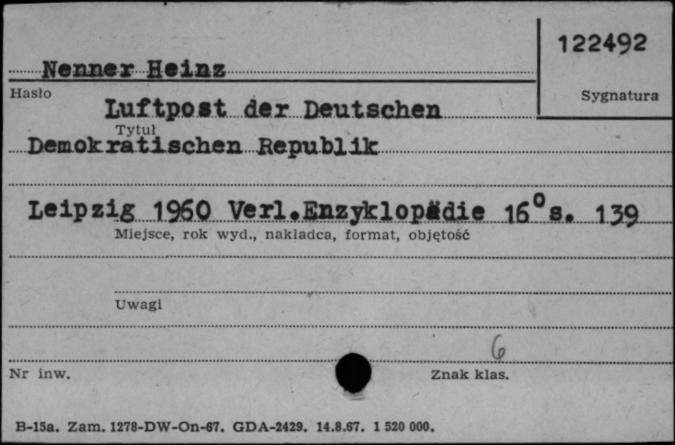 122492
Nenner Heinz
Hasło
Sygnatura
Luftpost der Deutschen
Tytuł
Demokratischen Republik
Leipzig 1960 Verl.Enzyklopädie 16° s. 139
Miejsce, rok wyd., nakładca, format, objętość
Uwagi
6
Nr inw.
Znak klas.
B-15a. Zam. 1278-DW-On-67. GDA-2429. 14.8.67. 1 520 000.